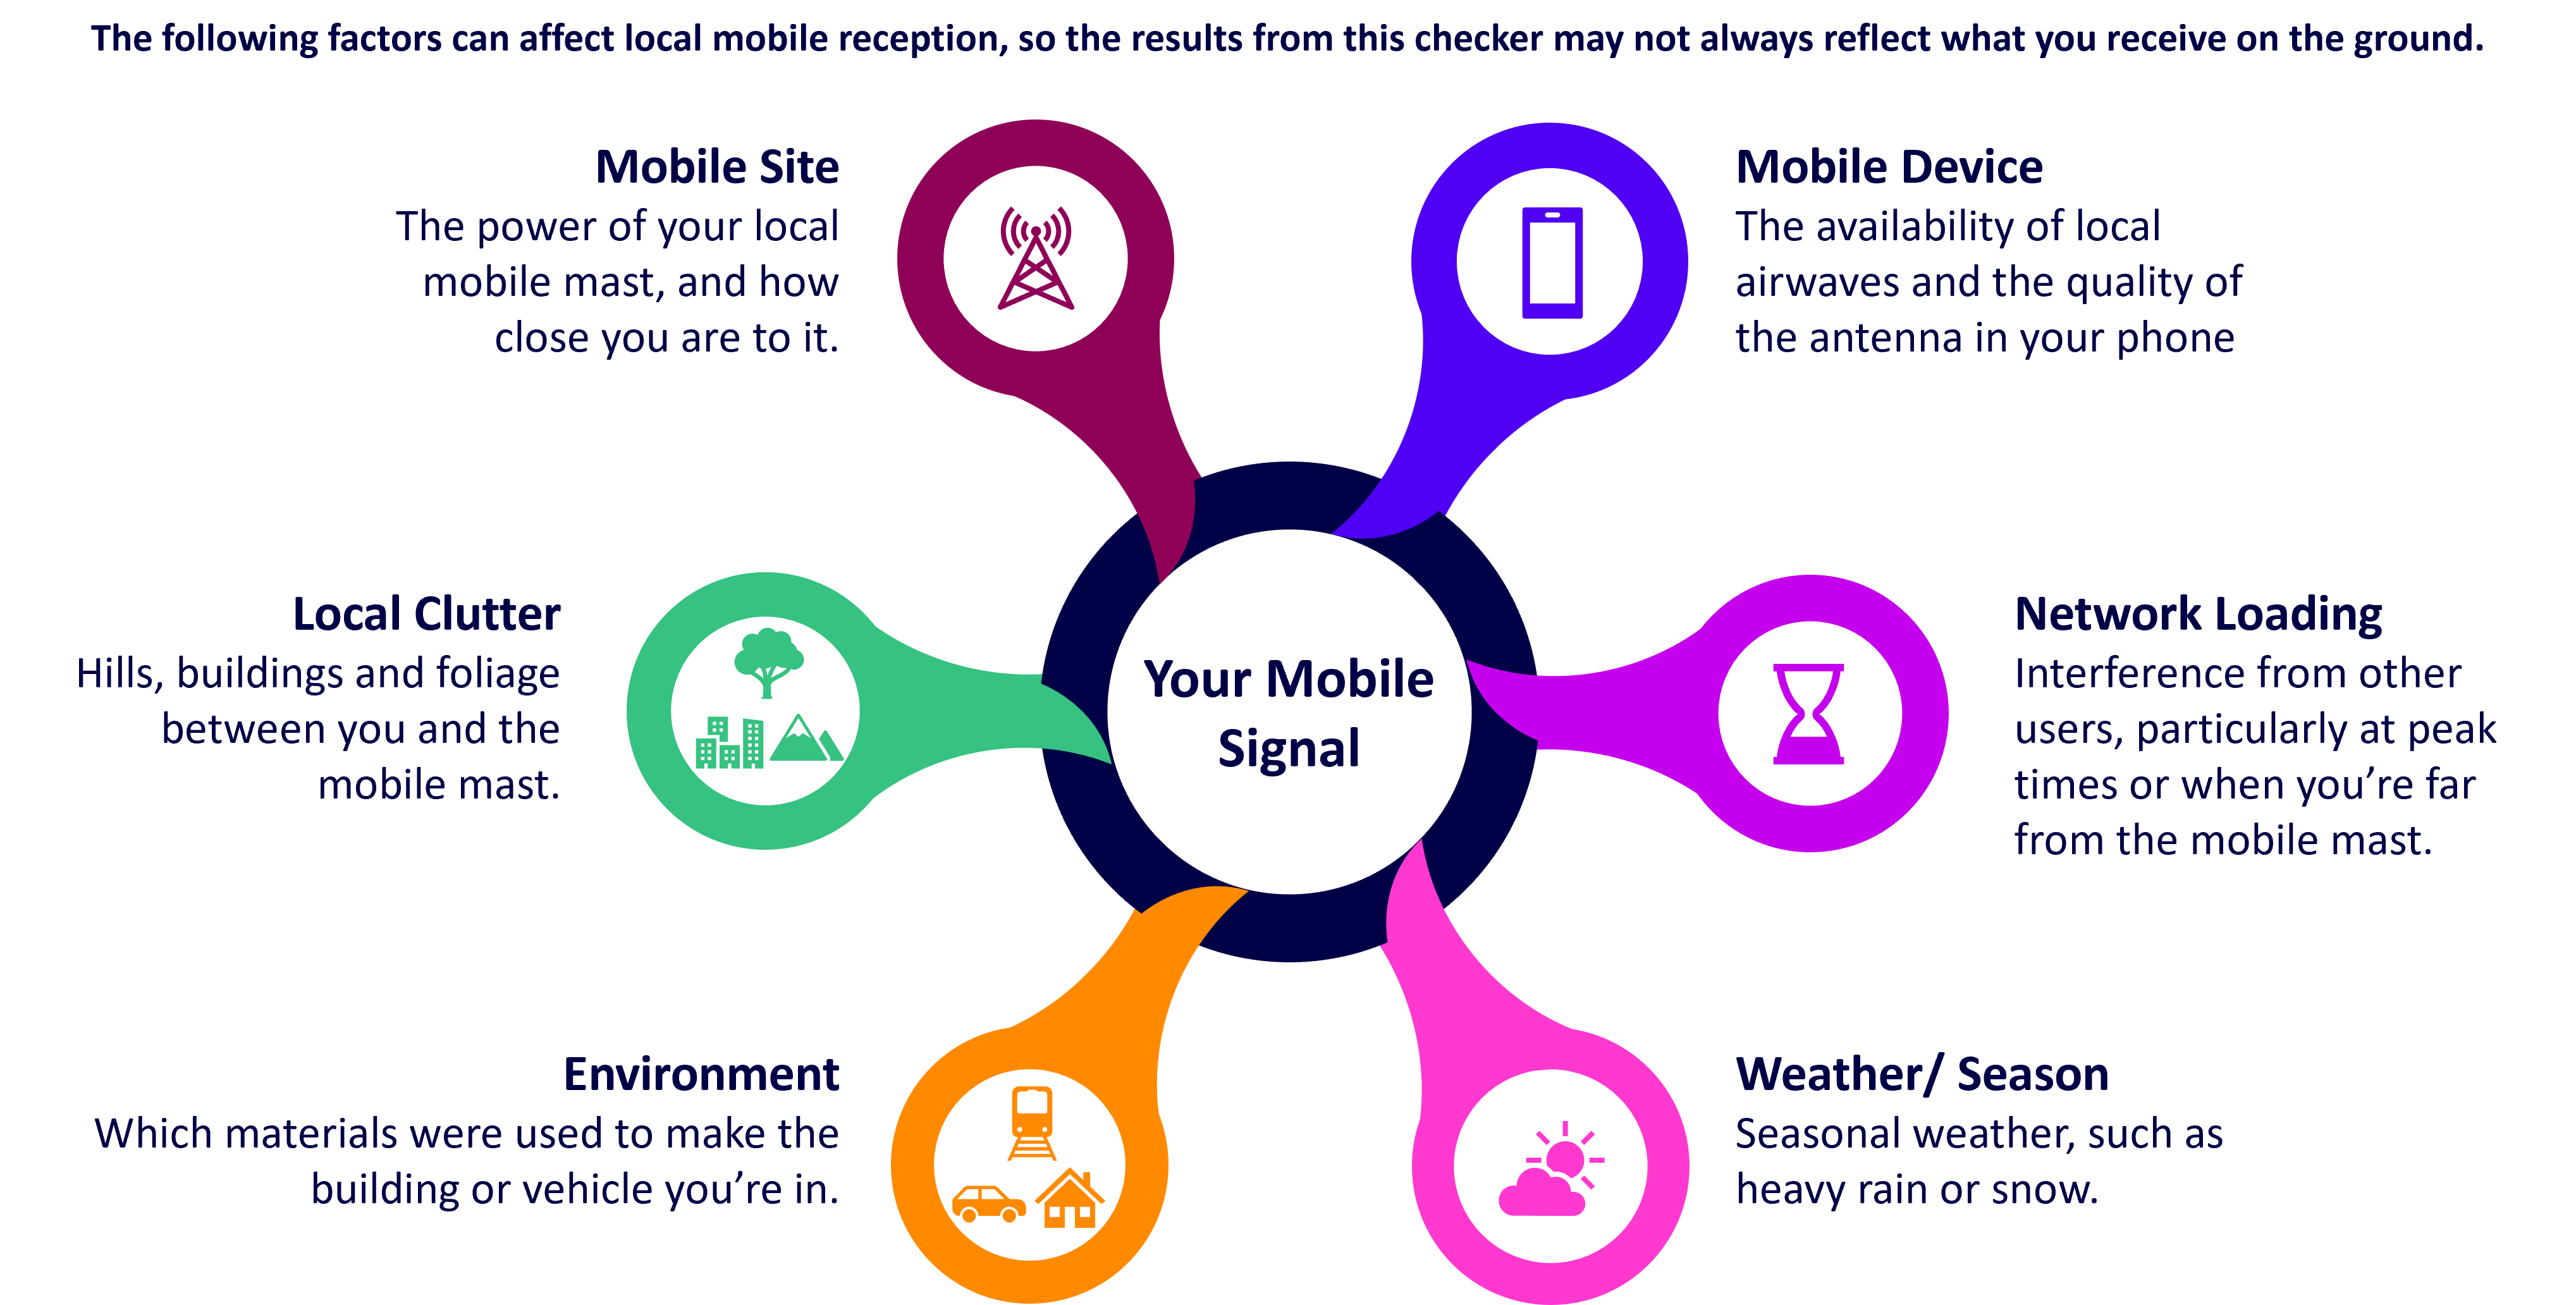 The following factors can affect local mobile reception, so the results from this checker may not always reflect what you receive on the ground.
Mobile Site
The power of your local
mobile mast, and how
close you are to it.
Mobile Device
The availability of local
airwaves and the quality of
the antenna in your phone
Local Clutter
Hills, buildings and foliage
between you and the
mobile mast.
Your Mobile
Signal
Network Loading
Interference from other
users, particularly at peak
times or when you’re far
from the mobile mast.
Environment
Which materials were used to make the
building or vehicle you’re in.
Weather/ Season
Seasonal weather, such as
heavy rain or snow.